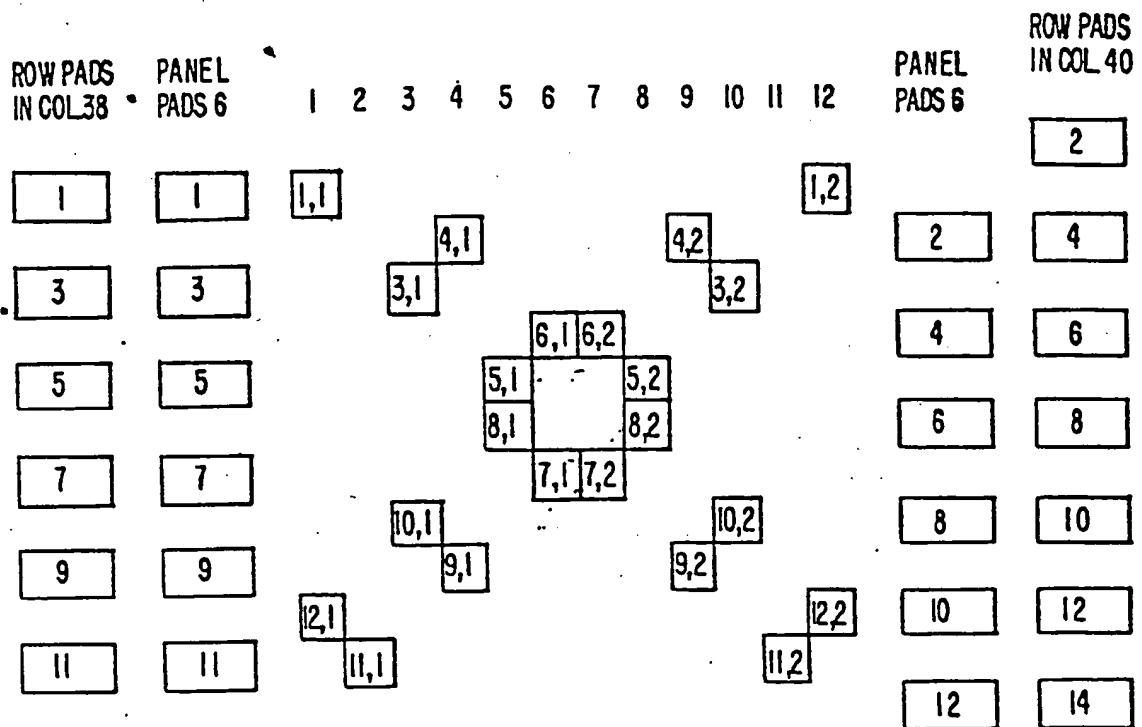 ROW PADS
IN COL. 40
ROW PADS
IN COL.38
PANEL
PADS 6
1 2 3 4 5 6 7 8 9 10 11 12
PANEL
PADS 6
2
1 1 1,1 1,2
4,1 4,2 2 4
3 3 3,1 3,2
6,1 6,2 4 6
5 5 5,1 5,2
8,1 8,2 6 8
7 7 7,1 7,2
10,1 10,2 8 10
9 9 9,1 9,2
12,1 12,2 10 12
11 11 11,1 11,2
12 14